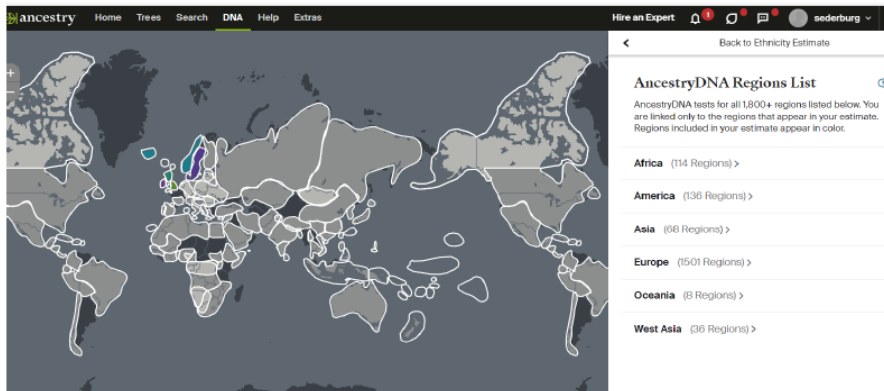 ancestry Home Trees Search DNA Help Extras Hire an Expert 1 sederburg
+
−
Back to Ethnicity Estimate
AncestryDNA Regions List
AncestryDNA tests for all 1,800+ regions listed below. You
are linked only to the regions that appear in your estimate.
Regions included in your estimate appear in color.
Africa (114 Regions) >
America (136 Regions) >
Asia (68 Regions) >
Europe (1501 Regions) >
Oceania (8 Regions) >
West Asia (36 Regions) >